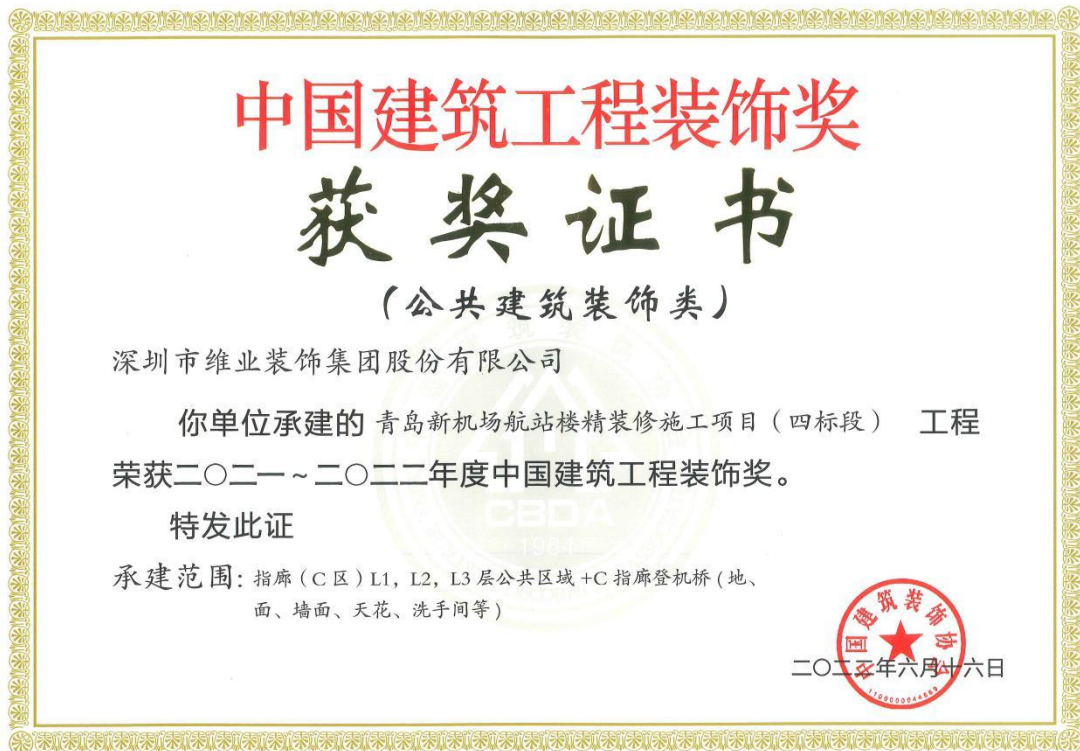 中国建筑工程装饰奖
获奖证书
(公共建筑装饰类)
深圳市维业装饰集团股份有限公司
你单位承建的 青岛新机场航站楼精装修施工项目(四标段) 工程
荣获二〇二一~二〇二二年度中国建筑工程装饰奖。
特发此证
CBDA
1984
承建范围: 指廊(C区)L1, L2, L3 层公共区域+C指廊登机桥(地、
面、墙面、天花、洗手间等)
中国建筑装饰协会
二〇二二年六月十六日